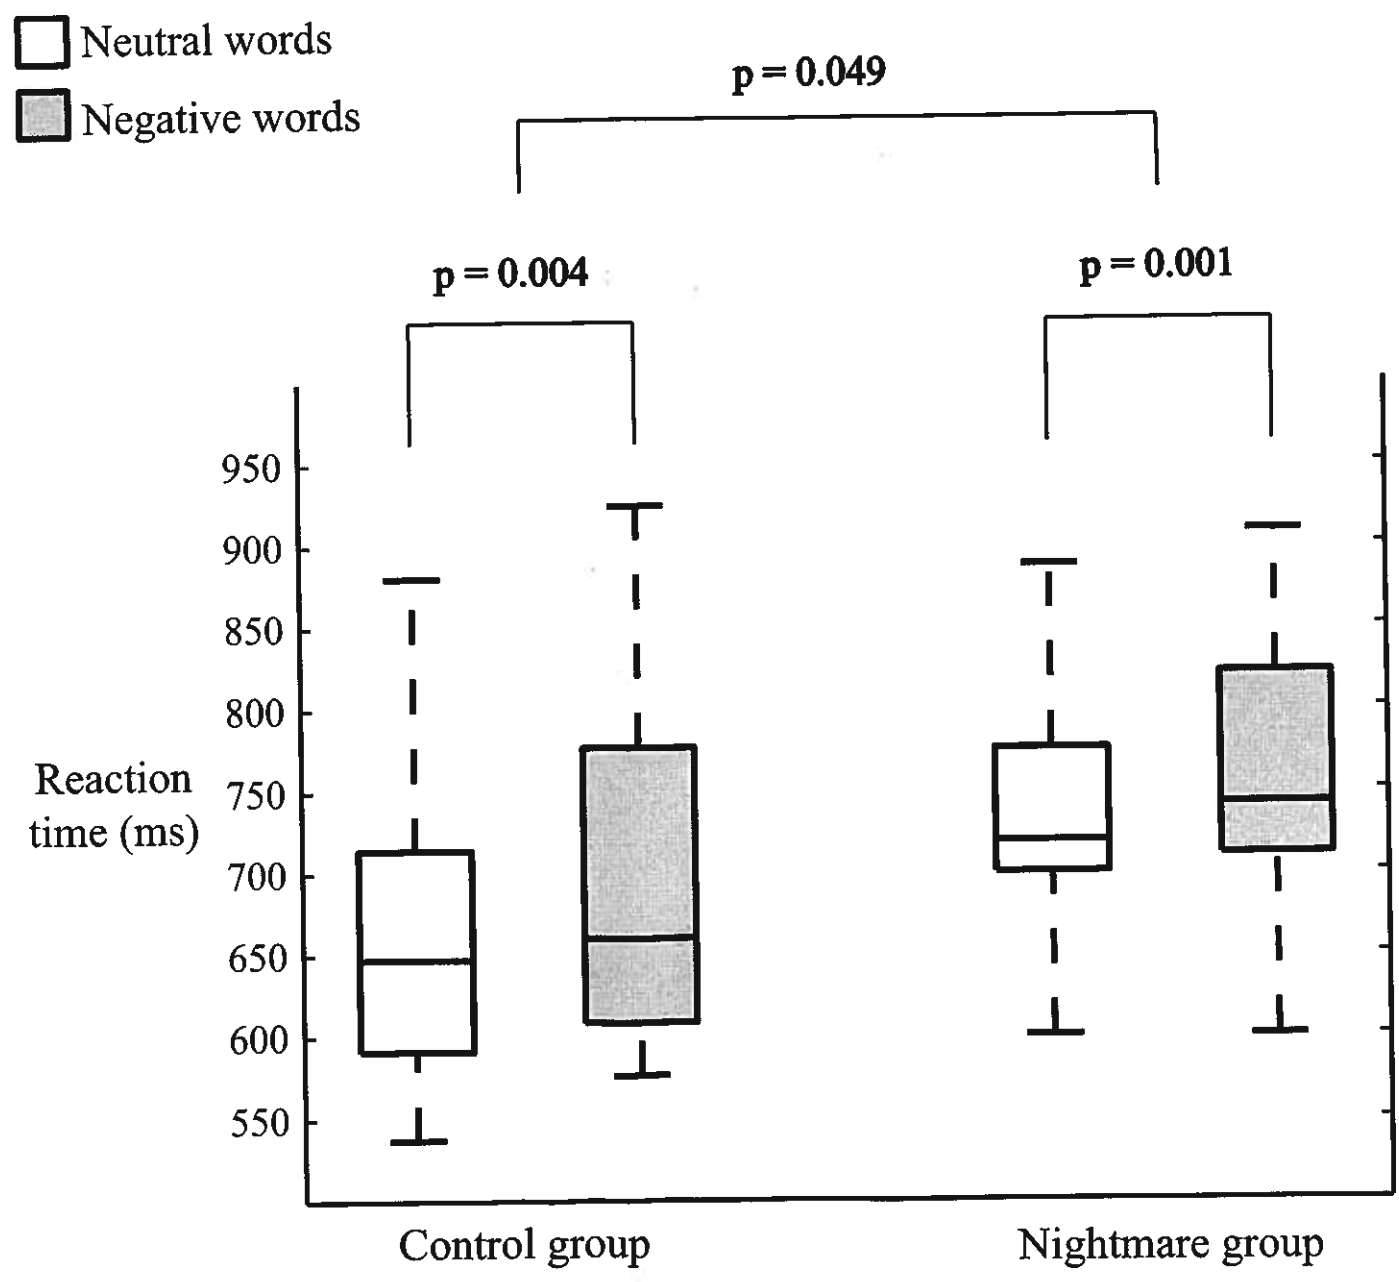 Neutral words
Negative words
p = 0.049
p = 0.004
p = 0.001
950
900
850
800
750
700
650
600
550
Reaction
time (ms)
Control group
Nightmare group